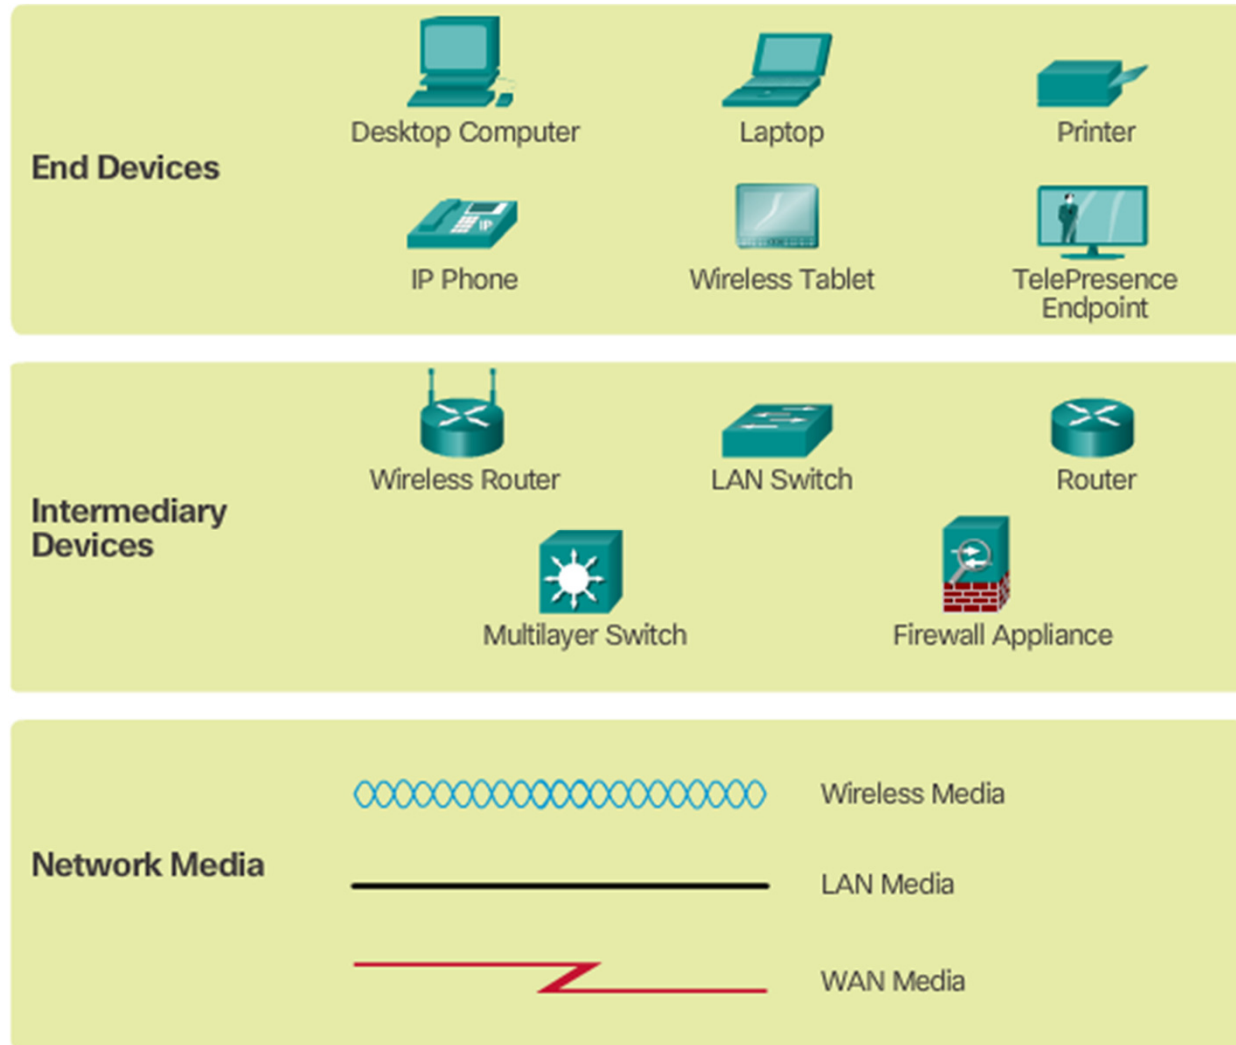 End Devices
Desktop Computer
Laptop
Printer
IP
IP Phone
Wireless Tablet
TelePresence
Endpoint
Intermediary
Devices
Wireless Router
LAN Switch
Router
Multilayer Switch
Firewall Appliance
Network Media
Wireless Media
LAN Media
WAN Media